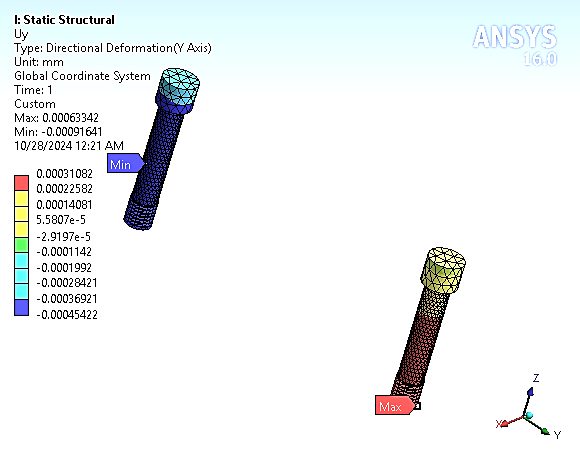 I: Static Structural
Uy
Type: Directional Deformation(Y Axis)
Unit: mm
Global Coordinate System
Time: 1
Custom
Max: 0.00063342
Min: -0.00091641
10/28/2024 12:21 AM
ANSYS
16.0
Min
0.00031082
0.00022582
0.00014081
5.5807e-5
-2.9197e-5
-0.0001142
-0.0001992
-0.00028421
-0.00036921
-0.00045422
Max
Z
X
Y